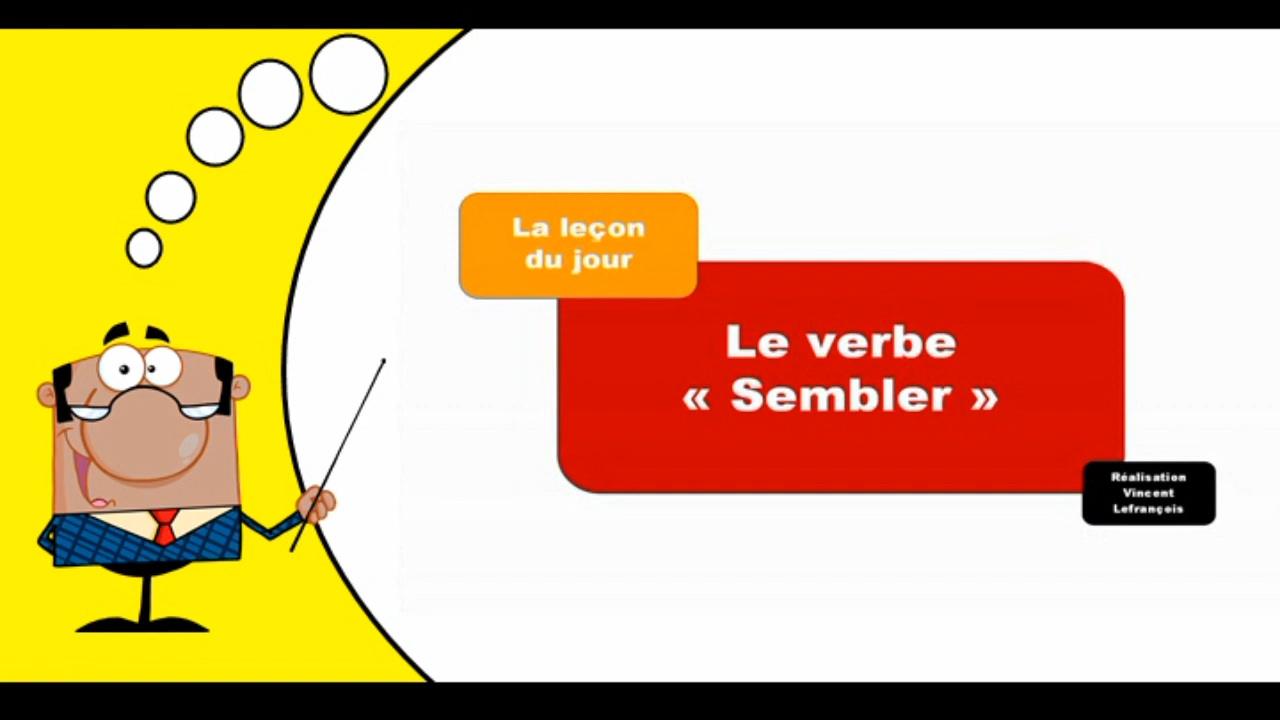 La leçon
du jour
Le verbe
« Sembler »
Réalisation
Vincent
Lefrançois